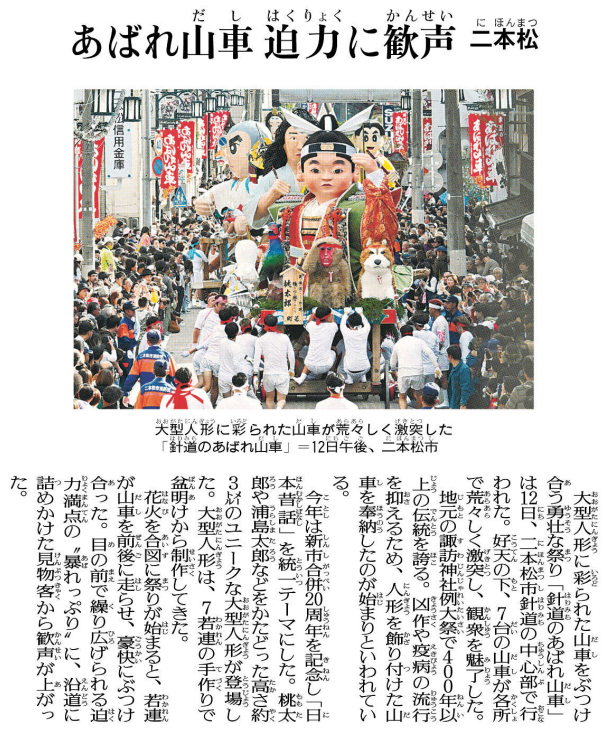 あばれ山車 迫力に歓声 二本松
信用金庫
桃太郎
大型人形に彩られた山車が荒々しく激突した
「針道のあばれ山車」＝12日午後、二本松市
大型人形に彩られた山車をぶつけ
合う勇壮な祭り「針道のあばれ山車」
は12日、二本松市針道の中心部で行
われた。好天の下、7台の山車が各所
で荒々しく激突し、観衆を魅了した。
地元の諏訪神社例大祭で400年以
上の伝統を誇る。凶作や疫病の流行
を抑えるため、人形を飾り付けた山
車を奉納したのが始まりといわれてい
る。
今年は新市合併20周年を記念し「日
本昔話」を統一テーマにした。桃太
郎や浦島太郎などをかたどった高さ約
3㍍のユニークな大型人形が登場し
た。大型人形は、7若連の手作りで
盆明けから制作してきた。
花火を合図に祭りが始まると、若連
が山車を前後に走らせ、豪快にぶつけ
合った。目の前で繰り広げられる迫
力満点の〝暴れっぷり〟に、沿道に
詰めかけた見物客から歓声が上がっ
た。